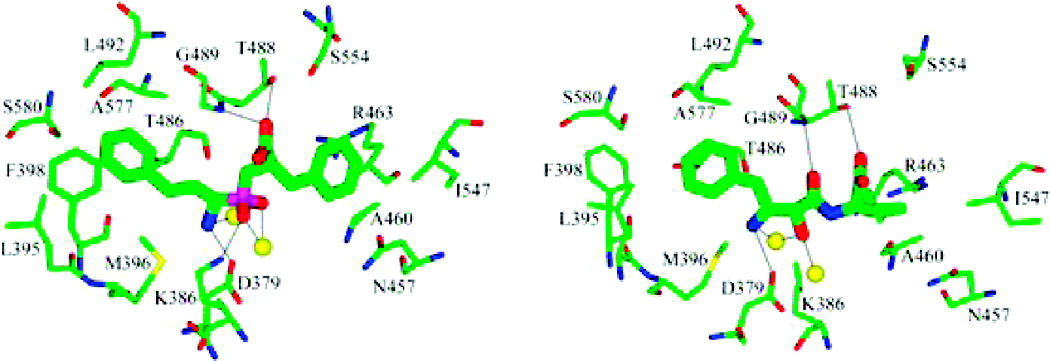 L492
G489
T488
S554
S580
A577
T486
R463
F398
I547
L395
A460
M396
D379
N457
K386
L492
S554
S580
A577
T488
G489
T486
F398
R463
I547
L395
M396
A460
D379
K386
N457